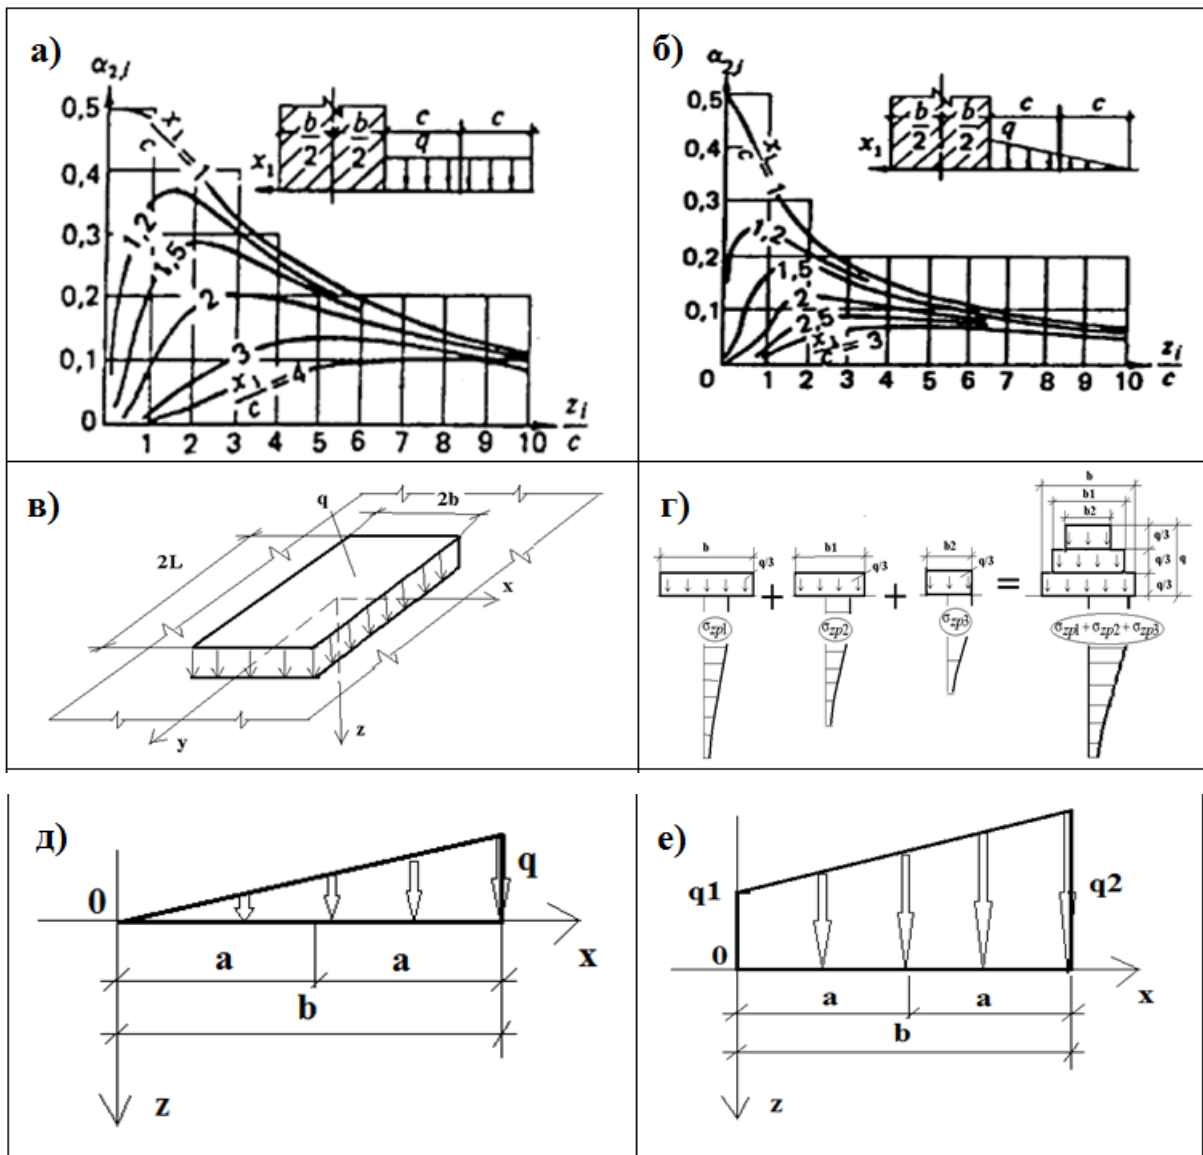 а)
α₂,ᵢ
0,5
0,4
0,3
0,2
0,1
0
x₁/c = 1
1,2
1,5
2
3
x₁/c = 4
b/2 b/2
c c
q
x₁
1 2 3 4 5 6 7 8 9 10
zᵢ/c
б)
α₂,ᵢ
0,5
0,4
0,3
0,2
0,1
0
x₁/c = 1
1,2
1,5
2
2,5
x₁/c = 3
b/2 b/2
c c
q
x₁
1 2 3 4 5 6 7 8 9 10
zᵢ/c
в)
q
2b
2L
x
y
z
г)
b
b1
b2
q/3
q/3
q/3
q
b
q/3
+
b1
q/3
+
b2
q/3
=
σzp1
σzp2
σzp3
σzp1 + σzp2 + σzp3
д)
q
0
x
a a
b
z
е)
q1
q2
0
x
a a
b
z